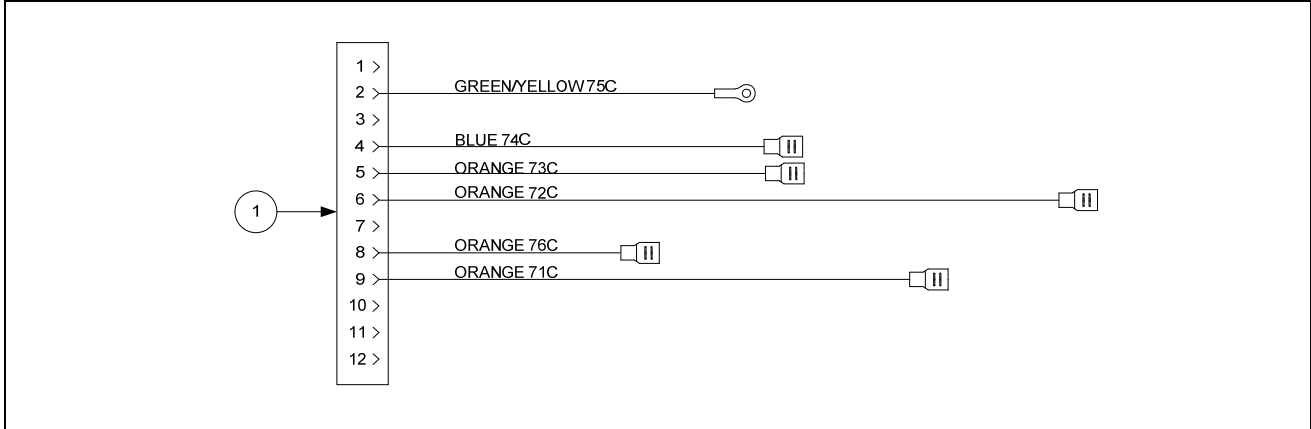 1
2 GREEN/YELLOW 75C
3
4 BLUE 74C
5 ORANGE 73C
6 ORANGE 72C
1
7
8 ORANGE 76C
9 ORANGE 71C
10
11
12